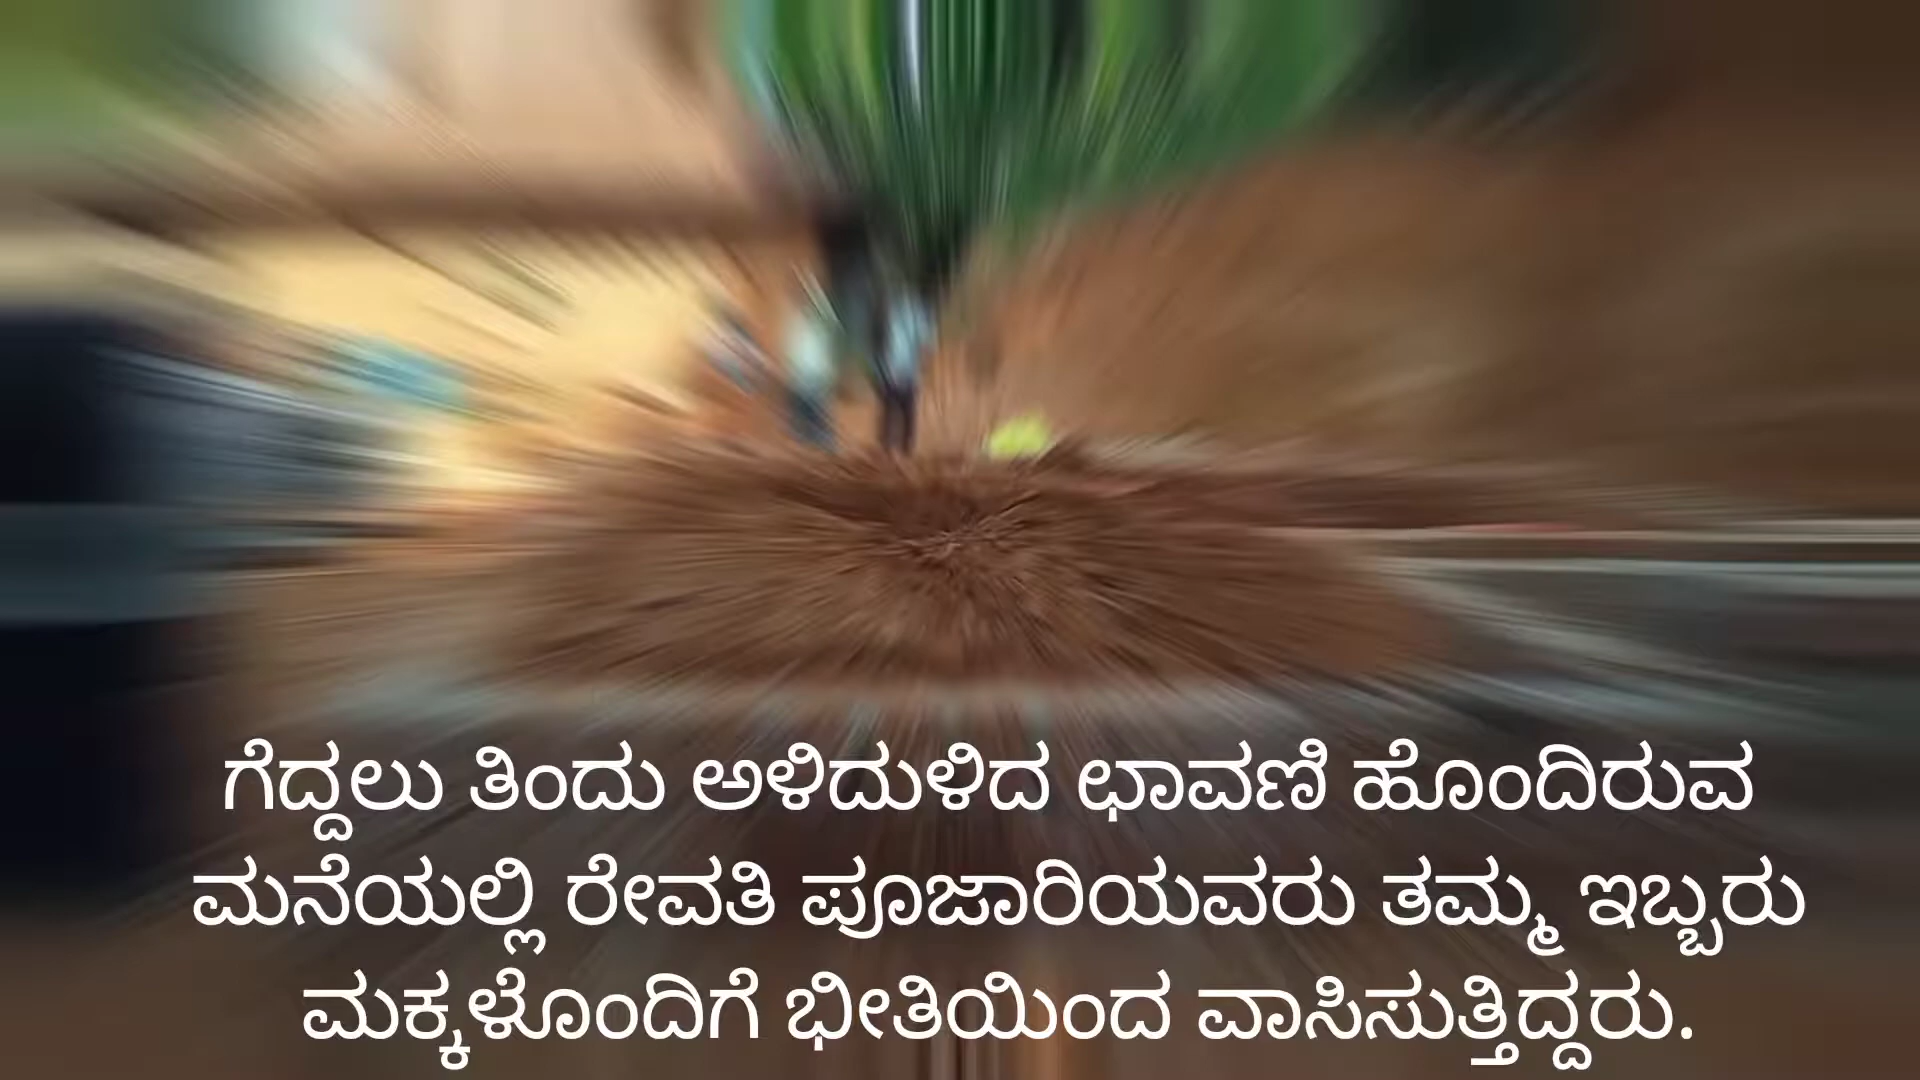 ಗೆದ್ದಲು ತಿಂದು ಅಳಿದುಳಿದ ಛಾವಣಿ ಹೊಂದಿರುವ
ಮನೆಯಲ್ಲಿ ರೇವತಿ ಪೂಜಾರಿಯವರು ತಮ್ಮ ಇಬ್ಬರು
ಮಕ್ಕಳೊಂದಿಗೆ ಭೀತಿಯಿಂದ ವಾಸಿಸುತ್ತಿದ್ದರು.